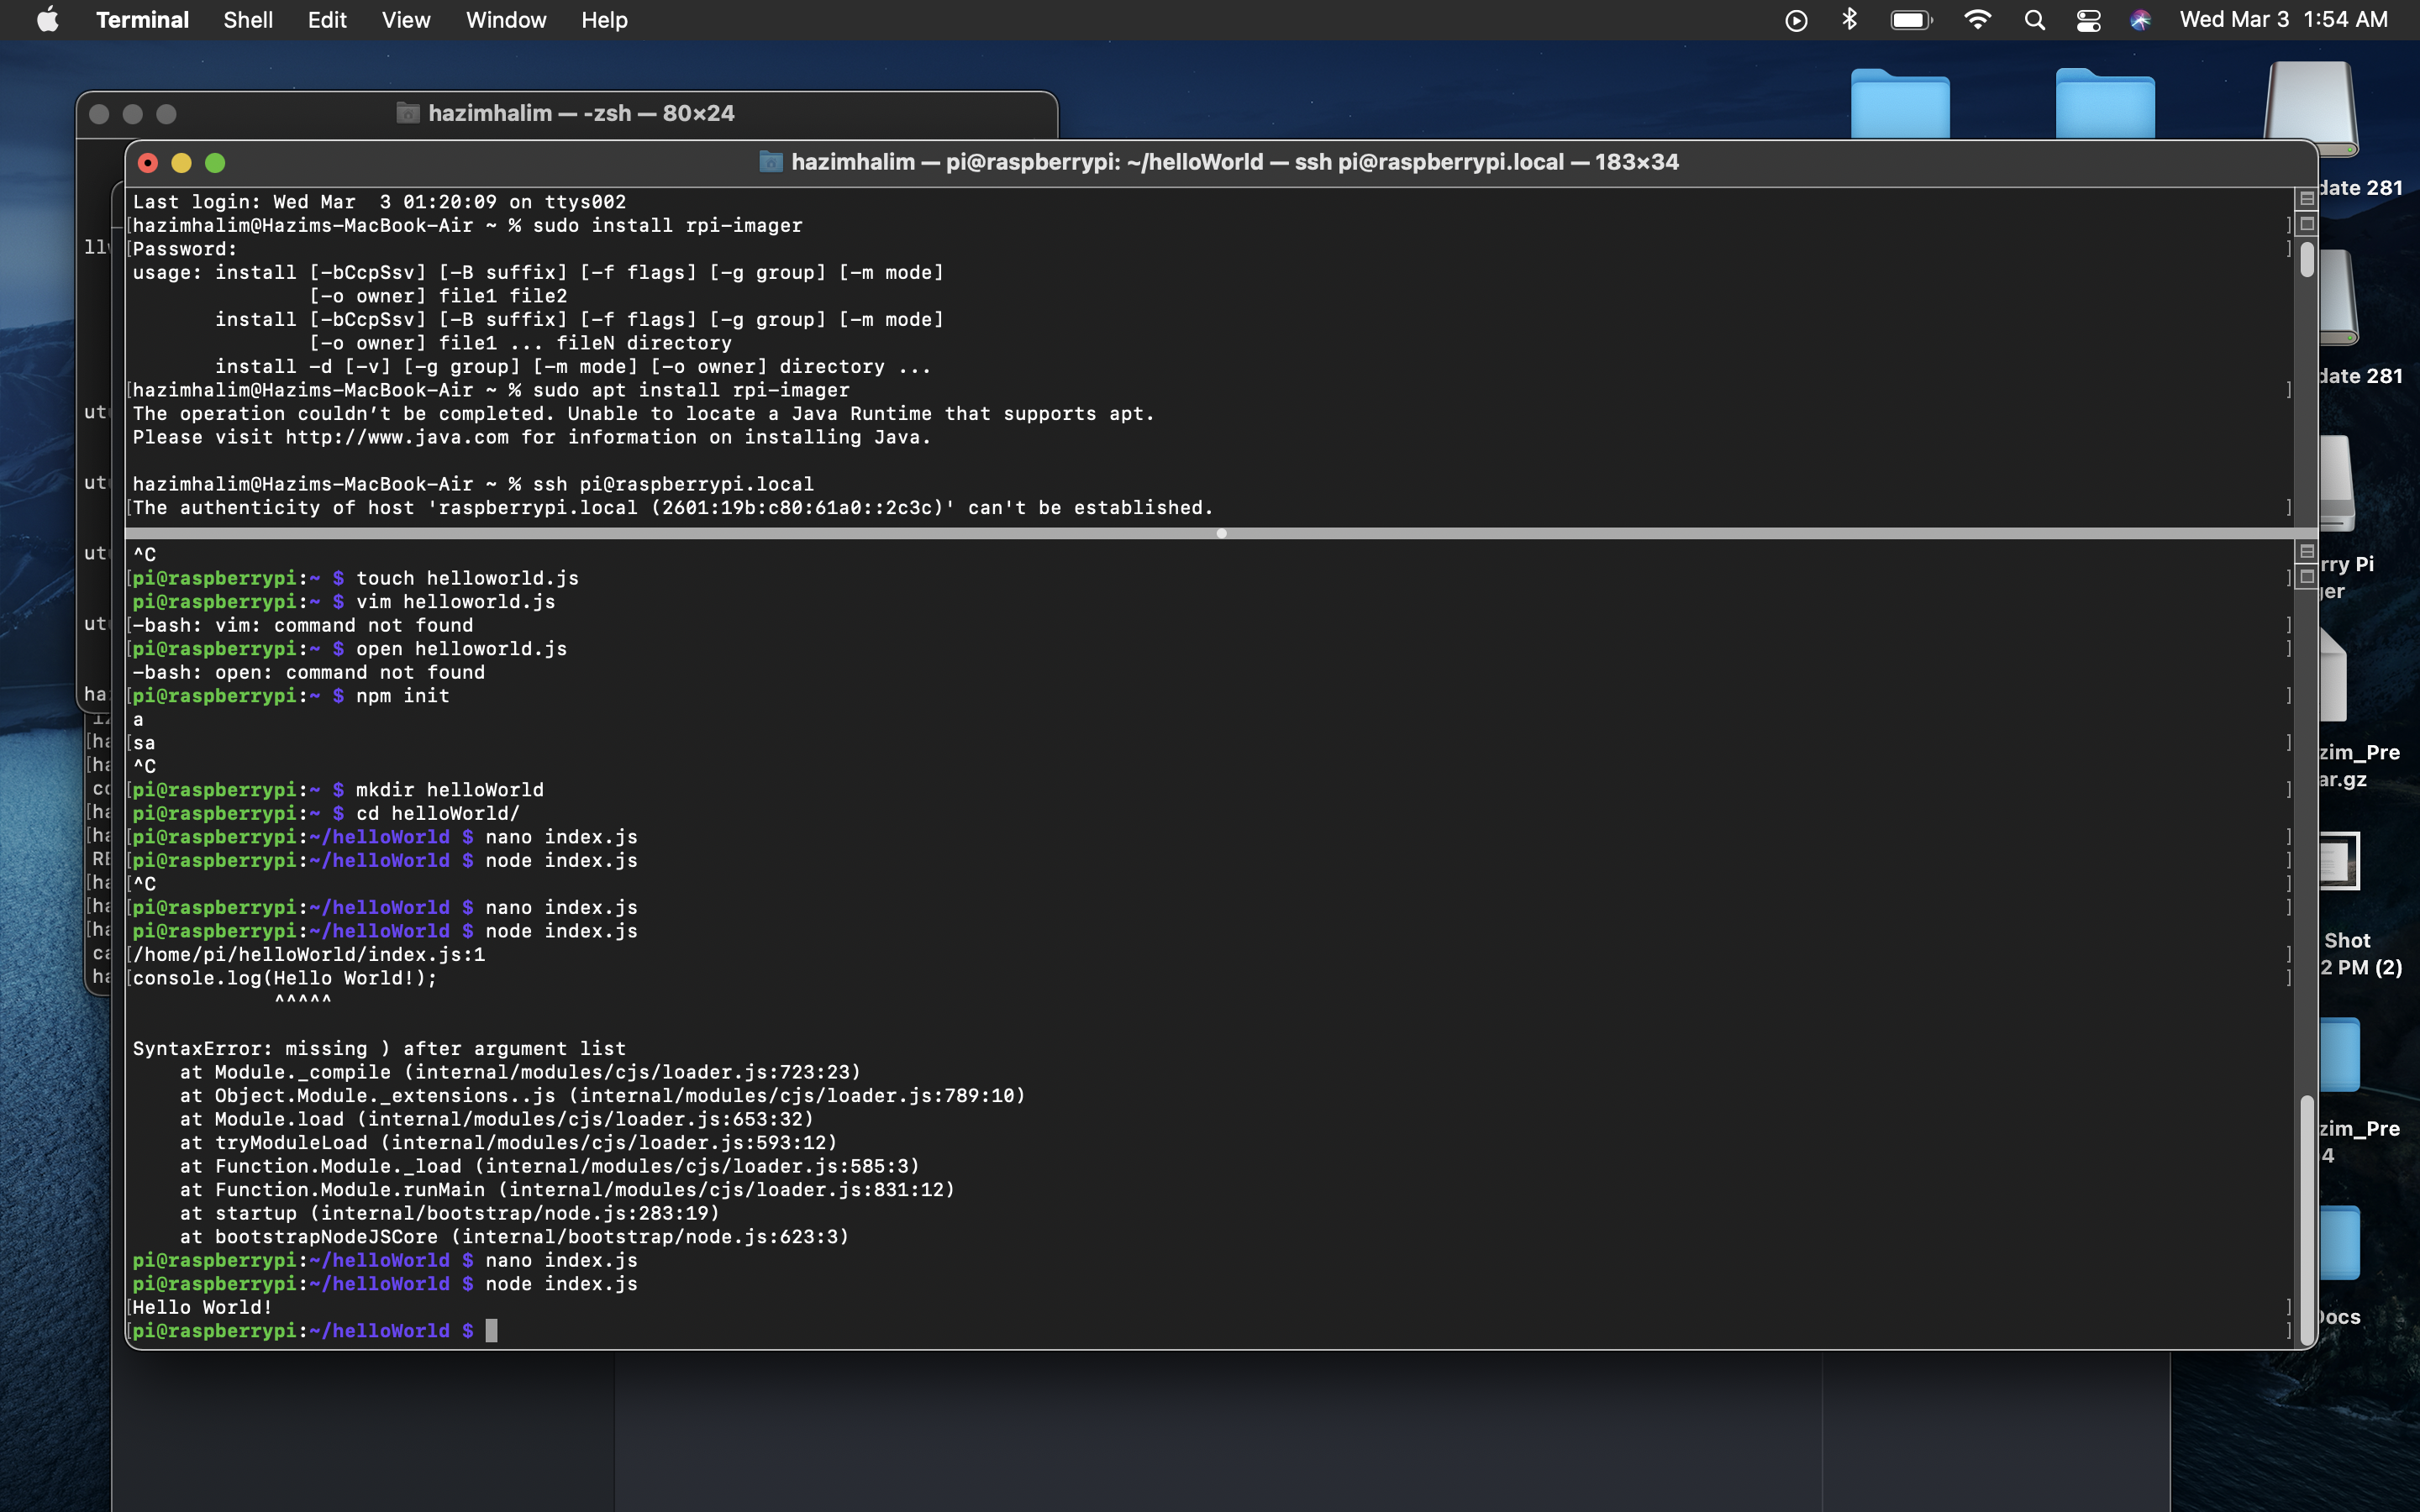 Terminal Shell Edit View Window Help Wed Mar 3 1:54 AM
hazimhalim — -zsh — 80×24
hazimhalim — pi@raspberrypi: ~/helloWorld — ssh pi@raspberrypi.local — 183×34
Last login: Wed Mar  3 01:20:09 on ttys002
[hazimhalim@Hazims-MacBook-Air ~ % sudo install rpi-imager ]
[Password: ]
usage: install [-bCcpSsv] [-B suffix] [-f flags] [-g group] [-m mode]
               [-o owner] file1 file2
       install [-bCcpSsv] [-B suffix] [-f flags] [-g group] [-m mode]
               [-o owner] file1 ... fileN directory
       install -d [-v] [-g group] [-m mode] [-o owner] directory ...
[hazimhalim@Hazims-MacBook-Air ~ % sudo apt install rpi-imager ]
The operation couldn’t be completed. Unable to locate a Java Runtime that supports apt.
Please visit http://www.java.com for information on installing Java.
hazimhalim@Hazims-MacBook-Air ~ % ssh pi@raspberrypi.local
[The authenticity of host 'raspberrypi.local (2601:19b:c80:61a0::2c3c)' can't be established. ]
^C
[pi@raspberrypi:~ $ touch helloworld.js ]
pi@raspberrypi:~ $ vim helloworld.js
[-bash: vim: command not found ]
[pi@raspberrypi:~ $ open helloworld.js ]
-bash: open: command not found
[pi@raspberrypi:~ $ npm init ]
a
[sa ]
^C
[pi@raspberrypi:~ $ mkdir helloWorld ]
pi@raspberrypi:~ $ cd helloWorld/
[pi@raspberrypi:~/helloWorld $ nano index.js ]
[pi@raspberrypi:~/helloWorld $ node index.js ]
[^C ]
[pi@raspberrypi:~/helloWorld $ nano index.js ]
pi@raspberrypi:~/helloWorld $ node index.js
[/home/pi/helloWorld/index.js:1 ]
[console.log(Hello World!); ]
            ^^^^^
SyntaxError: missing ) after argument list
    at Module._compile (internal/modules/cjs/loader.js:723:23)
    at Object.Module._extensions..js (internal/modules/cjs/loader.js:789:10)
    at Module.load (internal/modules/cjs/loader.js:653:32)
    at tryModuleLoad (internal/modules/cjs/loader.js:593:12)
    at Function.Module._load (internal/modules/cjs/loader.js:585:3)
    at Function.Module.runMain (internal/modules/cjs/loader.js:831:12)
    at startup (internal/bootstrap/node.js:283:19)
    at bootstrapNodeJSCore (internal/bootstrap/node.js:623:3)
pi@raspberrypi:~/helloWorld $ nano index.js
pi@raspberrypi:~/helloWorld $ node index.js
[Hello World! ]
[pi@raspberrypi:~/helloWorld $ ]
date 281
date 281
rry Pi
zim_Pre
ar.gz
Shot
2 PM (2)
zim_Pre
4
Docs